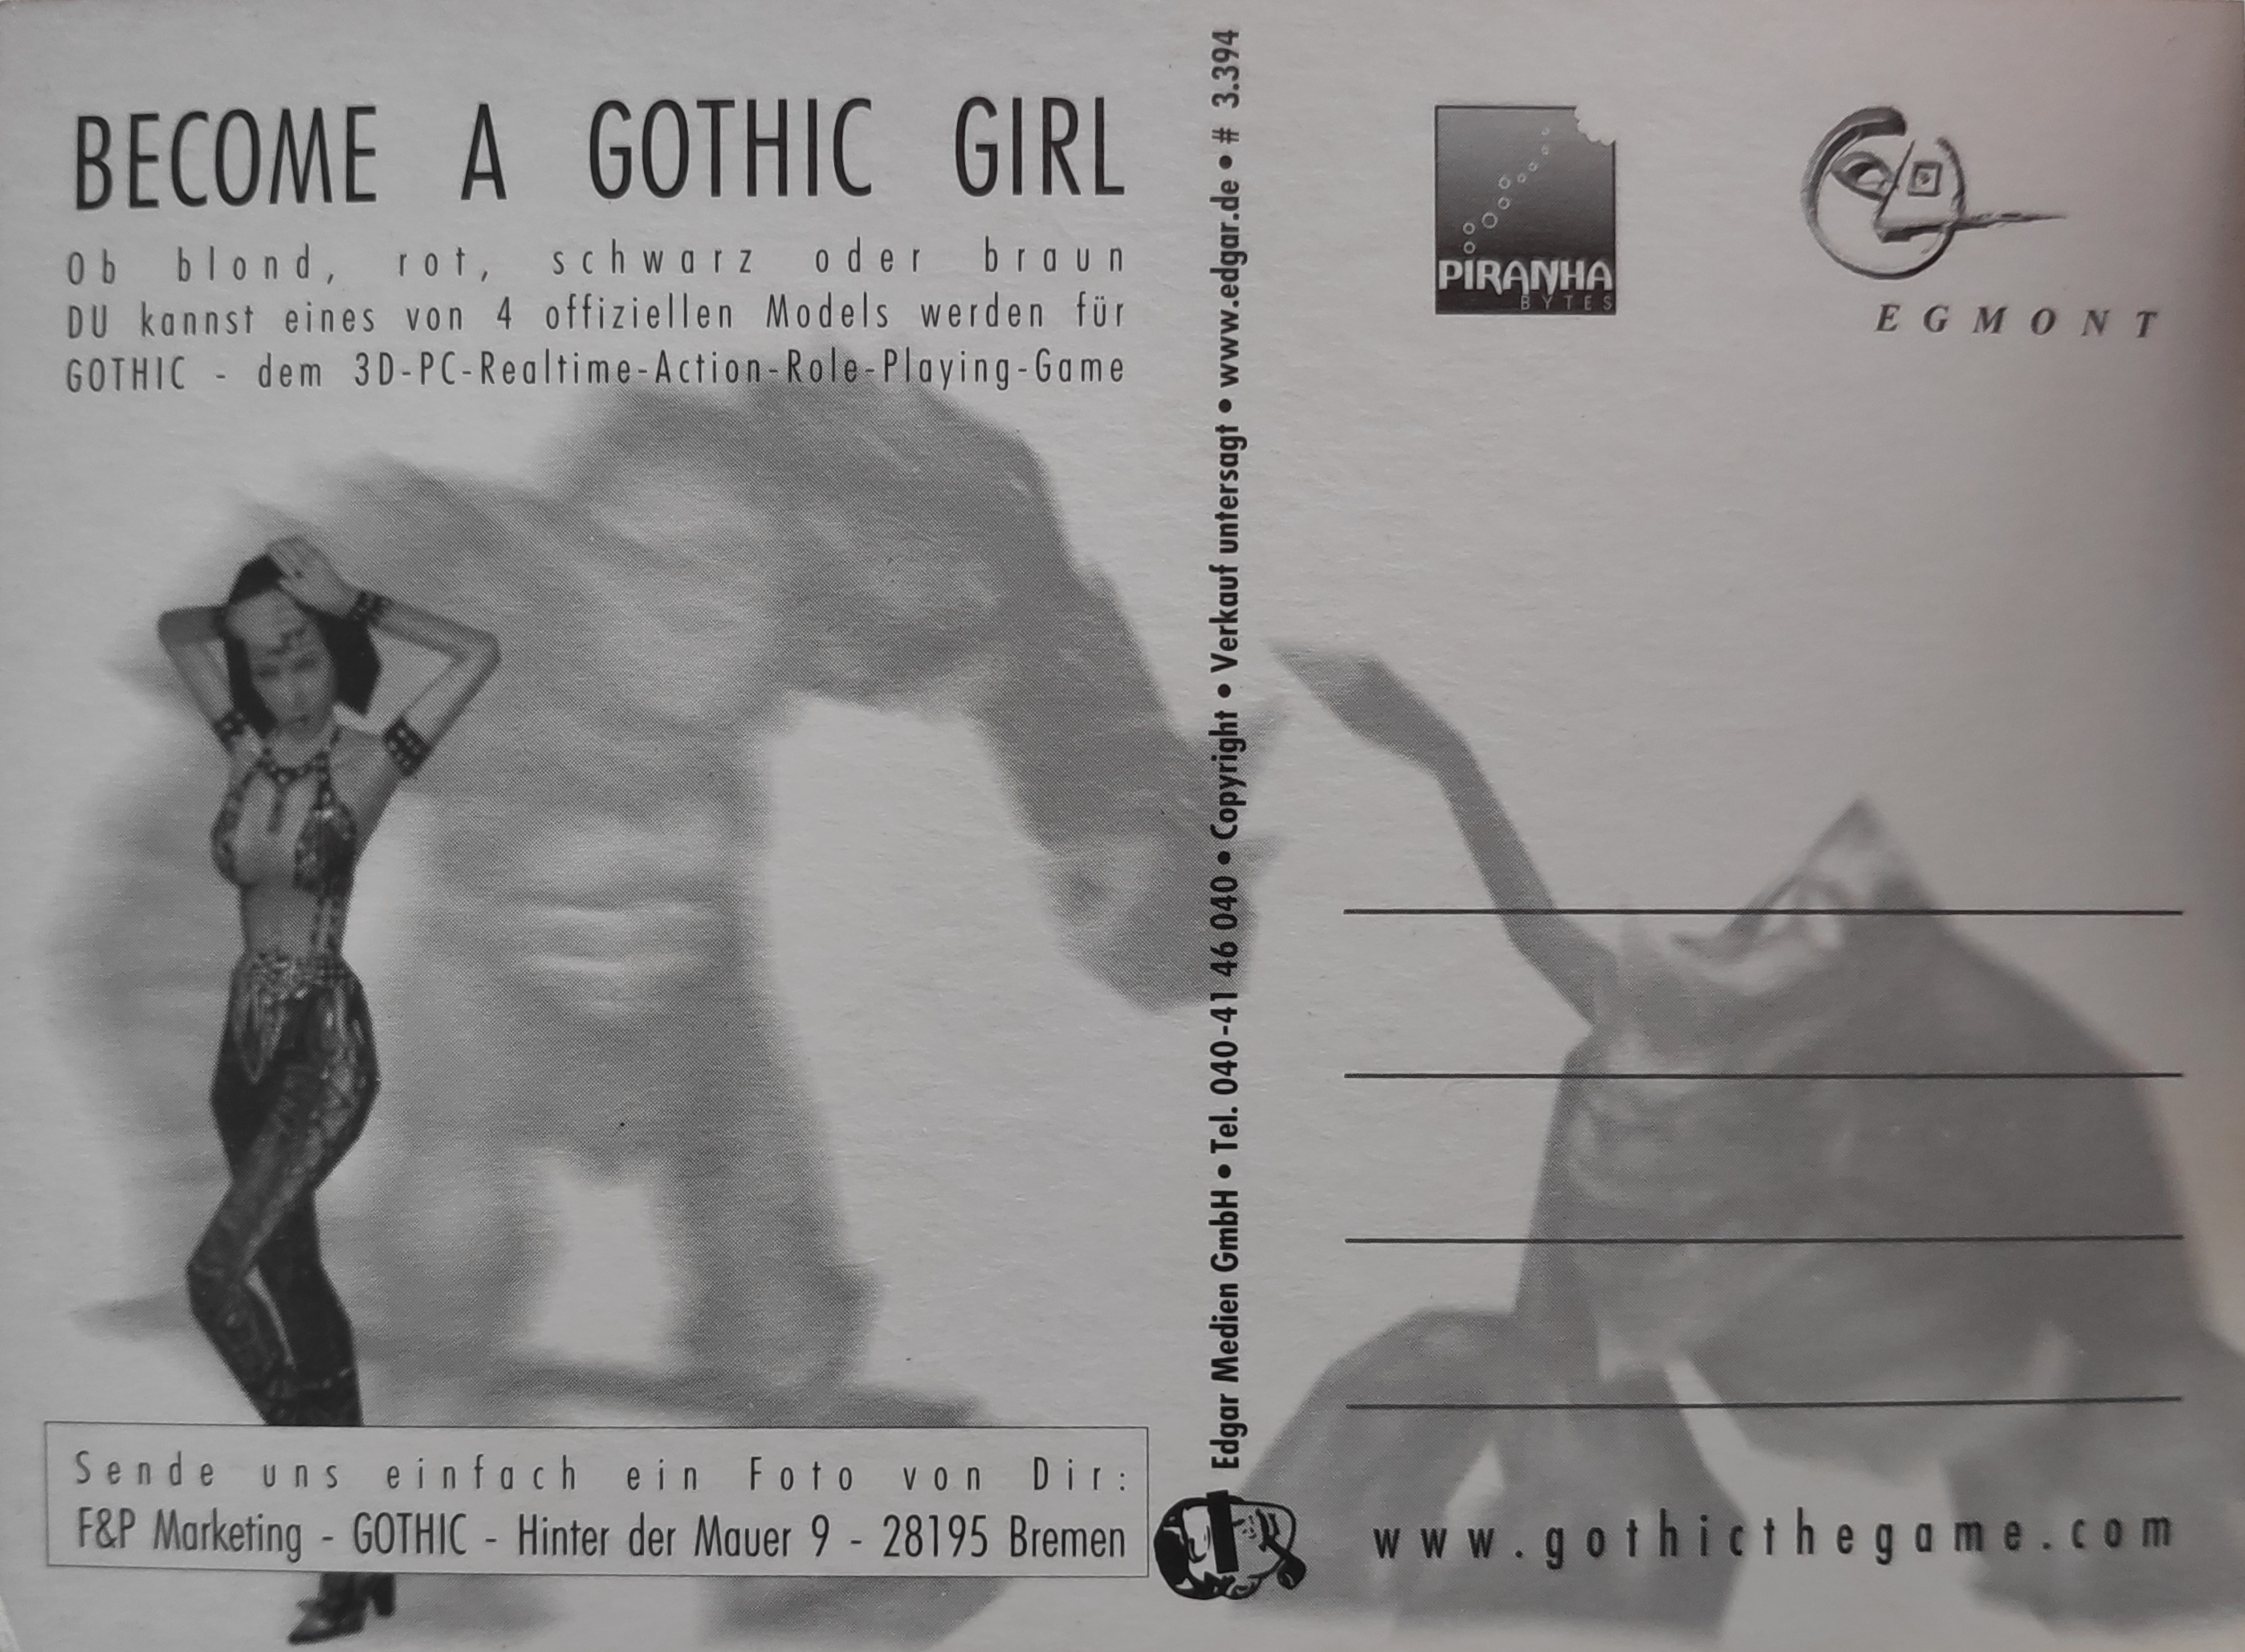 BECOME A GOTHIC GIRL
Ob blond, rot, schwarz oder braun
DU kannst eines von 4 offiziellen Models werden für
GOTHIC - dem 3D-PC-Realtime-Action-Role-Playing-Game
Sende uns einfach ein Foto von Dir:
F&P Marketing - GOTHIC - Hinter der Mauer 9 - 28195 Bremen
Edgar Medien GmbH • Tel. 040-41 46 040 • Copyright • Verkauf untersagt • www.edgar.de • # 3.394
PIRANHA
BYTES
EGMONT
www.gothicthegame.com